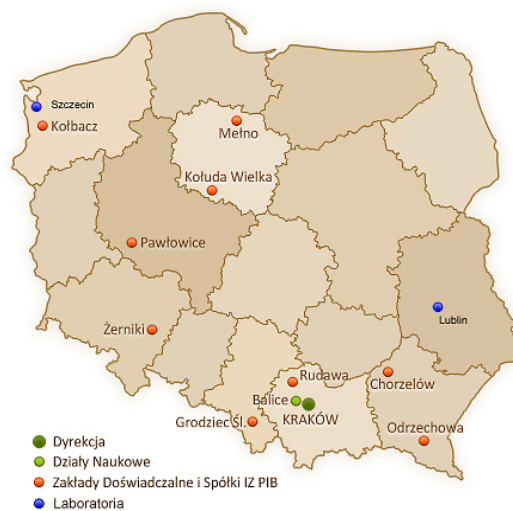 Szczecin
Kołbacz
Mełno
Kołuda Wielka
Pawłowice
Lublin
Żerniki
Rudawa
Chorzelów
Balice
KRAKÓW
Grodziec Śl.
Odrzechowa
Dyrekcja
Działy Naukowe
Zakłady Doświadczalne i Spółki IZ PIB
Laboratoria